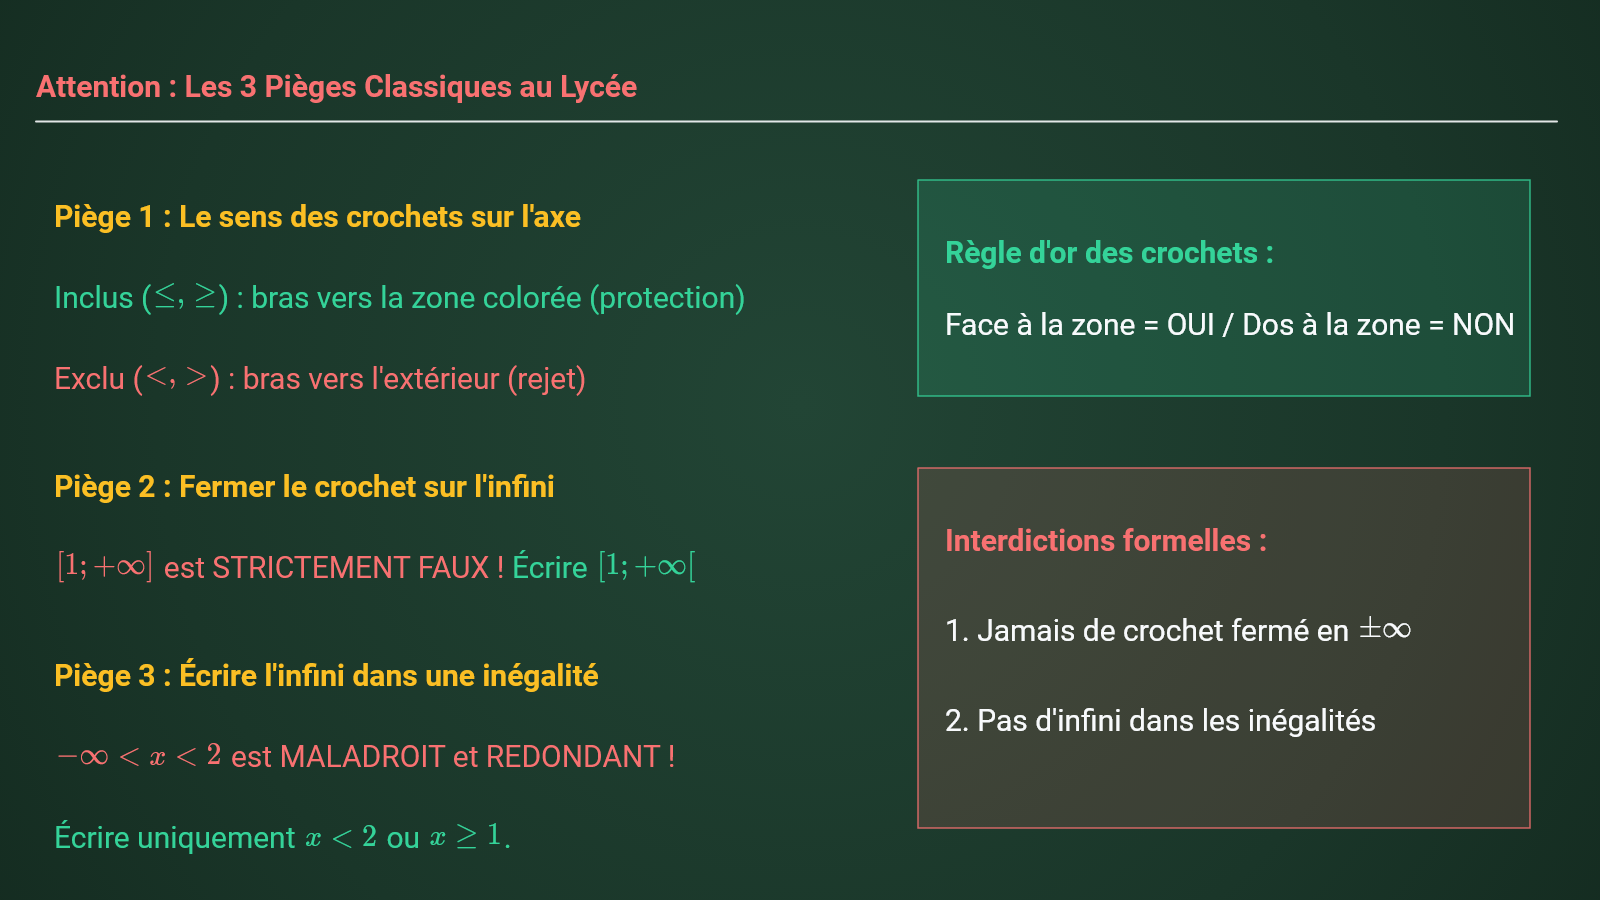 Attention : Les 3 Pièges Classiques au Lycée
Piège 1 : Le sens des crochets sur l'axe
Inclus (≤, ≥) : bras vers la zone colorée (protection)
Exclu (<, >) : bras vers l'extérieur (rejet)
Piège 2 : Fermer le crochet sur l'infini
[1; +∞] est STRICTEMENT FAUX ! Écrire [1; +∞[
Piège 3 : Écrire l'infini dans une inégalité
−∞ < x < 2 est MALADROIT et REDONDANT !
Écrire uniquement x < 2 ou x ≥ 1.
Règle d'or des crochets :
Face à la zone = OUI / Dos à la zone = NON
Interdictions formelles :
1. Jamais de crochet fermé en ±∞
2. Pas d'infini dans les inégalités